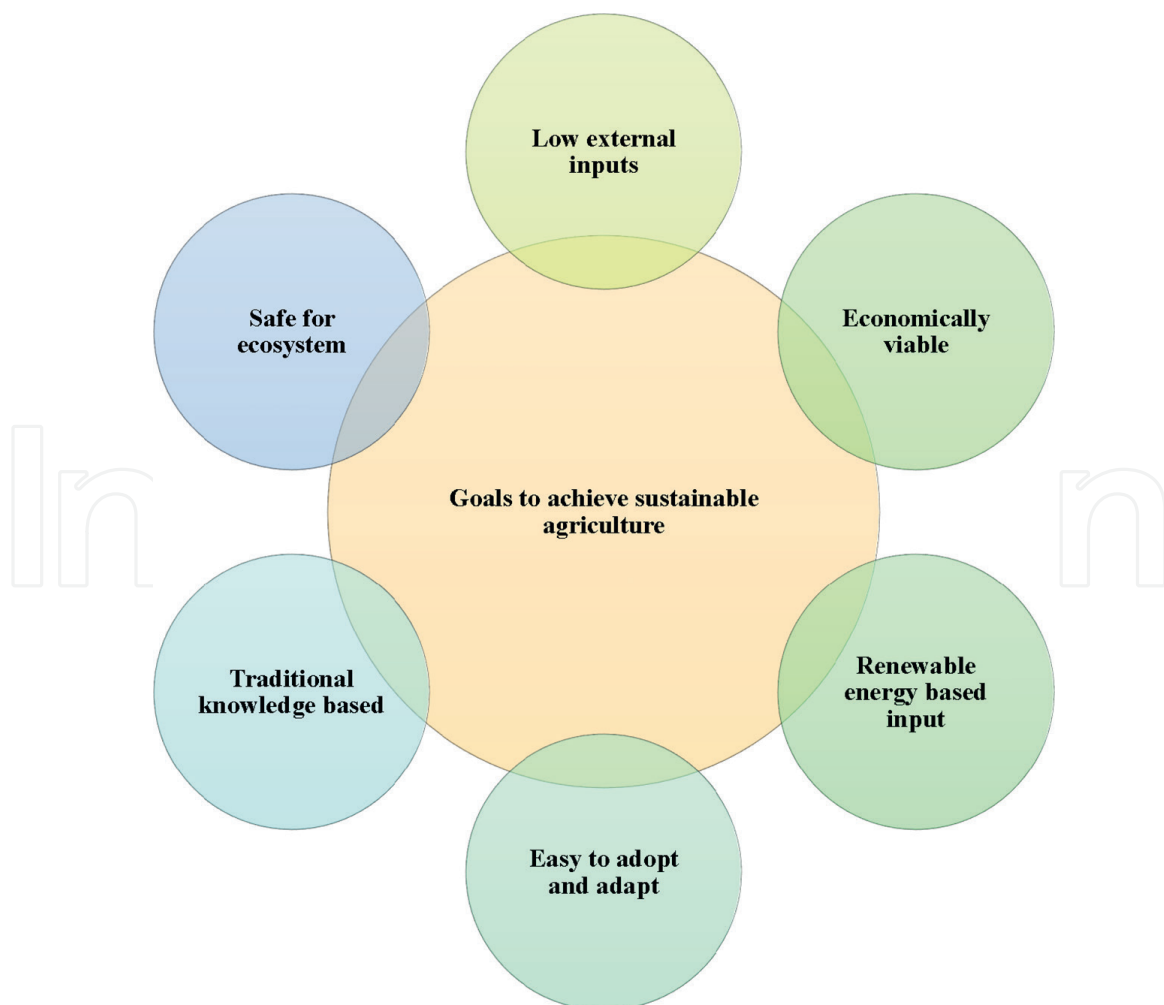 Low external
inputs
Economically
viable
Renewable
energy based
input
Easy to adopt
and adapt
Traditional
knowledge based
Safe for
ecosystem
Goals to achieve sustainable
agriculture
In
n